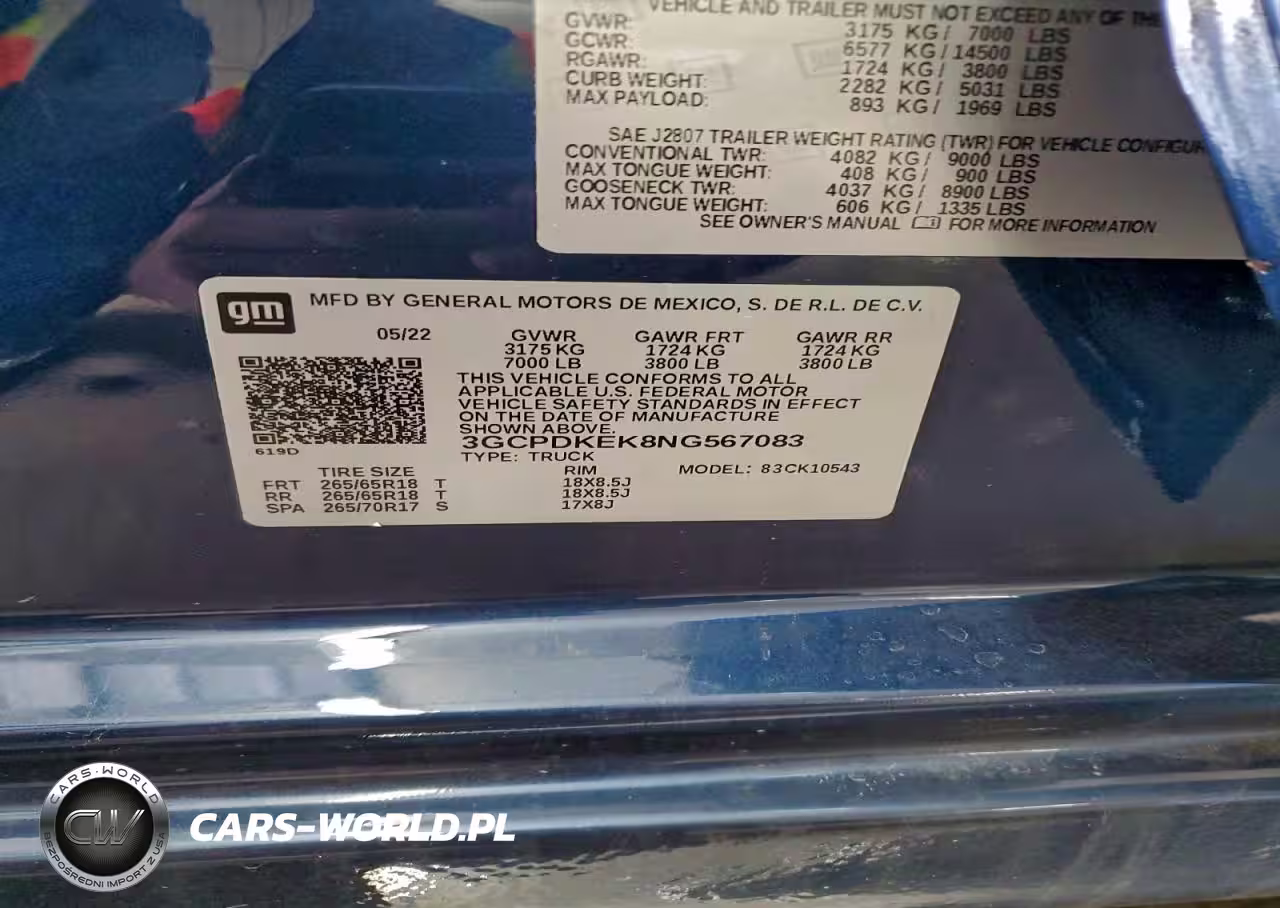 VEHICLE AND TRAILER MUST NOT EXCEED ANY OF
GVWR: 3175 KG / 7000 LBS
GCWR: 6577 KG / 14500 LBS
RGAWR: 1724 KG / 3800 LBS
CURB WEIGHT: 2282 KG / 5031 LBS
MAX PAYLOAD: 893 KG / 1969 LBS
SAE J2807 TRAILER WEIGHT RATING (TWR) FOR VEHICLE
CONVENTIONAL TWR: 4082 KG / 9000 LBS
MAX TONGUE WEIGHT: 408 KG / 900 LBS
GOOSENECK TWR: 4037 KG / 8900 LBS
MAX TONGUE WEIGHT: 606 KG / 1335 LBS
SEE OWNER'S MANUAL FOR MORE INFORMATION
gm MFD BY GENERAL MOTORS DE MEXICO, S. DE R.L. DE C.V.
05/22 GVWR GAWR FRT GAWR RR
3175 KG 1724 KG 1724 KG
7000 LB 3800 LB 3800 LB
THIS VEHICLE CONFORMS TO ALL
APPLICABLE U.S. FEDERAL MOTOR
VEHICLE SAFETY STANDARDS IN EFFECT
ON THE DATE OF MANUFACTURE
SHOWN ABOVE.
3GCPDKEK8NG567083
619D
TYPE: TRUCK MODEL: 83CK10543
TIRE SIZE RIM
FRT 265/65R18 T 18X8.5J
RR 265/65R18 T 18X8.5J
SPA 265/70R17 S 17X8J
CARS-WORLD
CW
BEZPOŚREDNI IMPORT Z USA
CARS-WORLD.PL